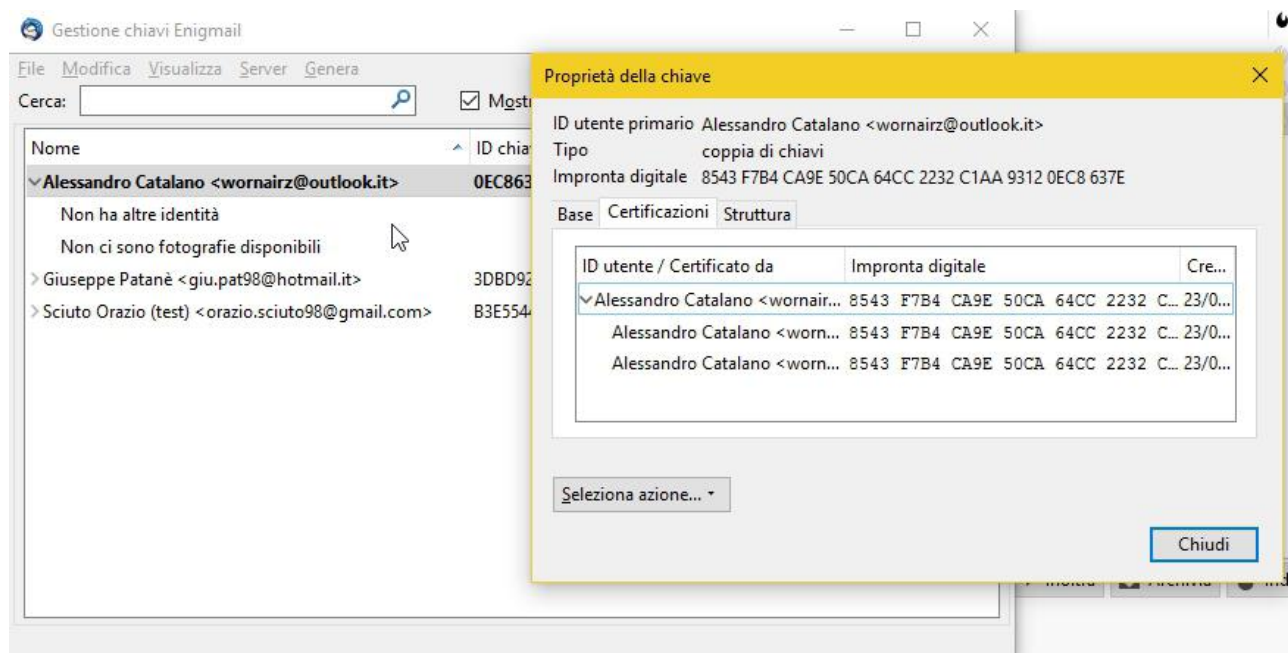 Gestione chiavi Enigmail
File Modifica Visualizza Server Genera
Cerca:
Nome ID chia
Alessandro Catalano <wornairz@outlook.it> 0EC863
Non ha altre identità
Non ci sono fotografie disponibili
Giuseppe Patanè <giu.pat98@hotmail.it> 3DBD92
Sciuto Orazio (test) <orazio.sciuto98@gmail.com> B3E554
Proprietà della chiave
ID utente primario Alessandro Catalano <wornairz@outlook.it>
Tipo coppia di chiavi
Impronta digitale 8543 F7B4 CA9E 50CA 64CC 2232 C1AA 9312 0EC8 637E
Base Certificazioni Struttura
ID utente / Certificato da Impronta digitale Cre...
Alessandro Catalano <wornair... 8543 F7B4 CA9E 50CA 64CC 2232 C... 23/0...
Alessandro Catalano <worn... 8543 F7B4 CA9E 50CA 64CC 2232 C... 23/0...
Alessandro Catalano <worn... 8543 F7B4 CA9E 50CA 64CC 2232 C... 23/0...
Seleziona azione...
Chiudi